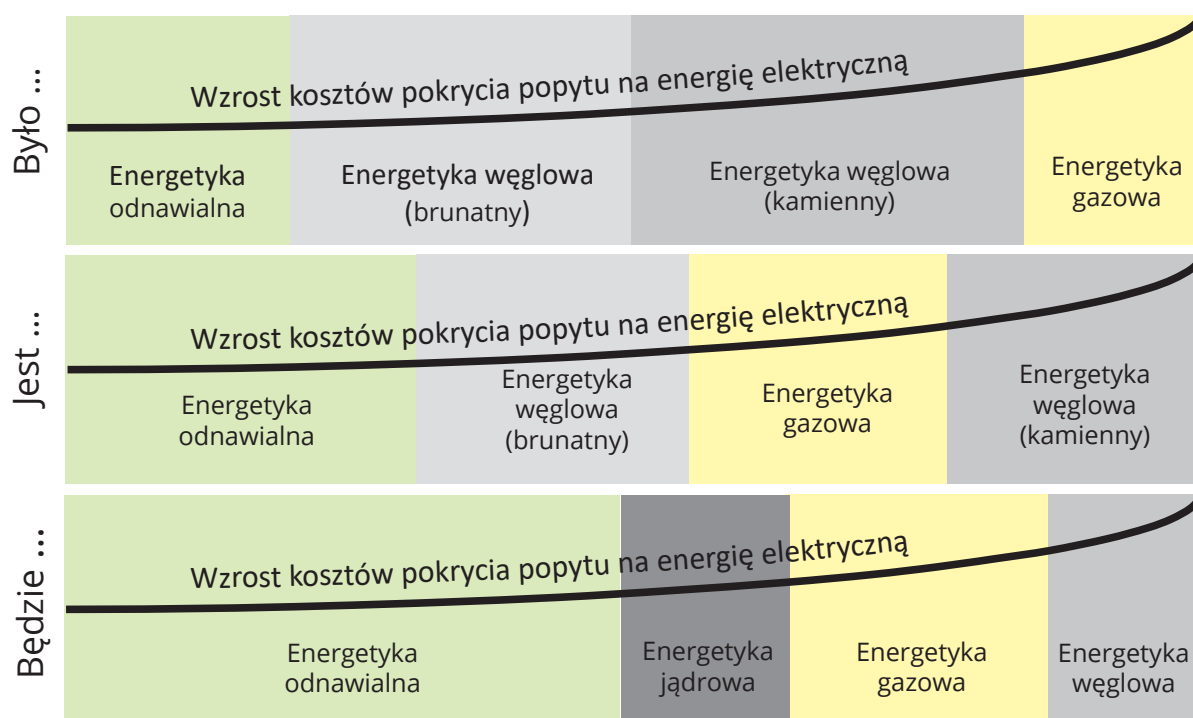 Było ...
Wzrost kosztów pokrycia popytu na energię elektryczną
Energetyka
odnawialna
Energetyka węglowa
(brunatny)
Energetyka węglowa
(kamienny)
Energetyka
gazowa
Jest ...
Wzrost kosztów pokrycia popytu na energię elektryczną
Energetyka
odnawialna
Energetyka
węglowa
(brunatny)
Energetyka
gazowa
Energetyka
węglowa
(kamienny)
Będzie ...
Wzrost kosztów pokrycia popytu na energię elektryczną
Energetyka
odnawialna
Energetyka
jądrowa
Energetyka
gazowa
Energetyka
węglowa